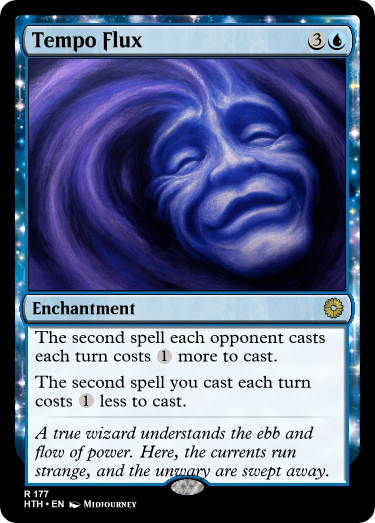 Tempo Flux 3
Enchantment
The second spell each opponent casts
each turn costs 1 more to cast.
The second spell you cast each turn
costs 1 less to cast.
A true wizard understands the ebb and
flow of power. Here, the currents run
strange, and the unwary are swept away.
R 177
HTH • EN Midjourney